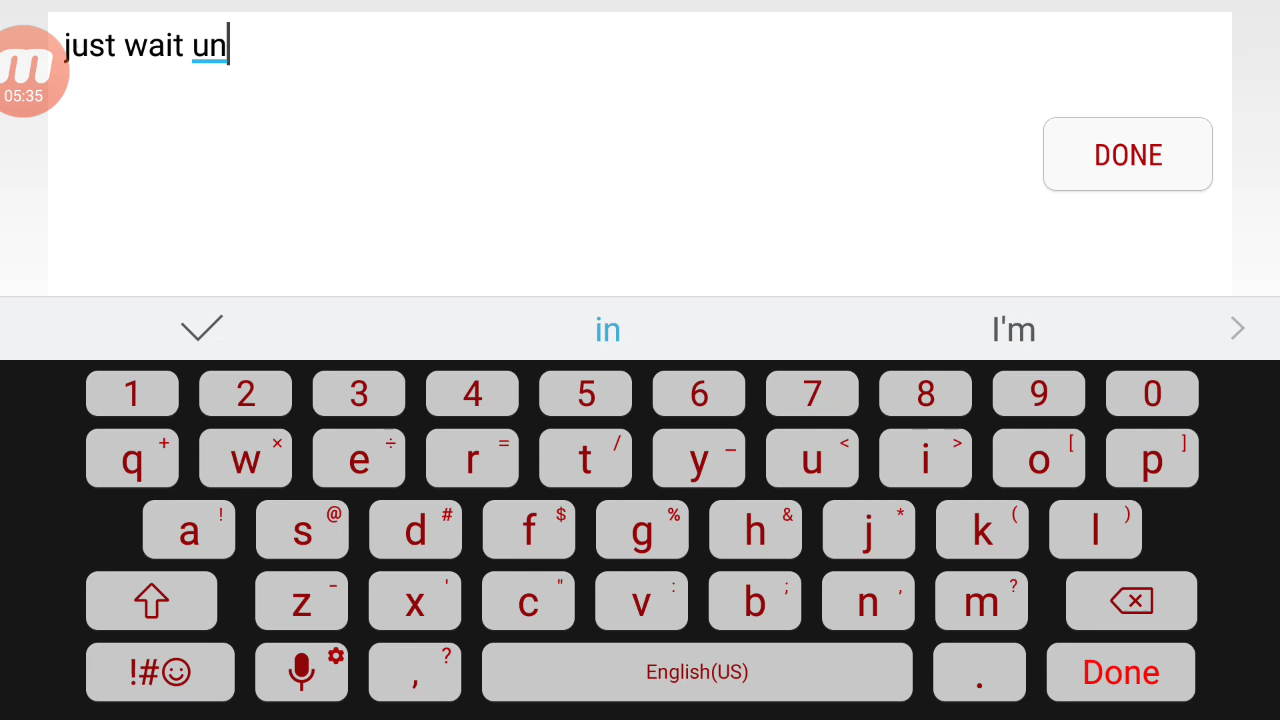 just wait un
m
05:35
DONE
in I'm
1 2 3 4 5 6 7 8 9 0
q + w × e ÷ r = t / y _ u < i > o [ p ]
a ! s @ d # f $ g % h & j * k ( l )
z - x ' c " v : b ; n , m ?
!#☺ , ? English(US) . Done